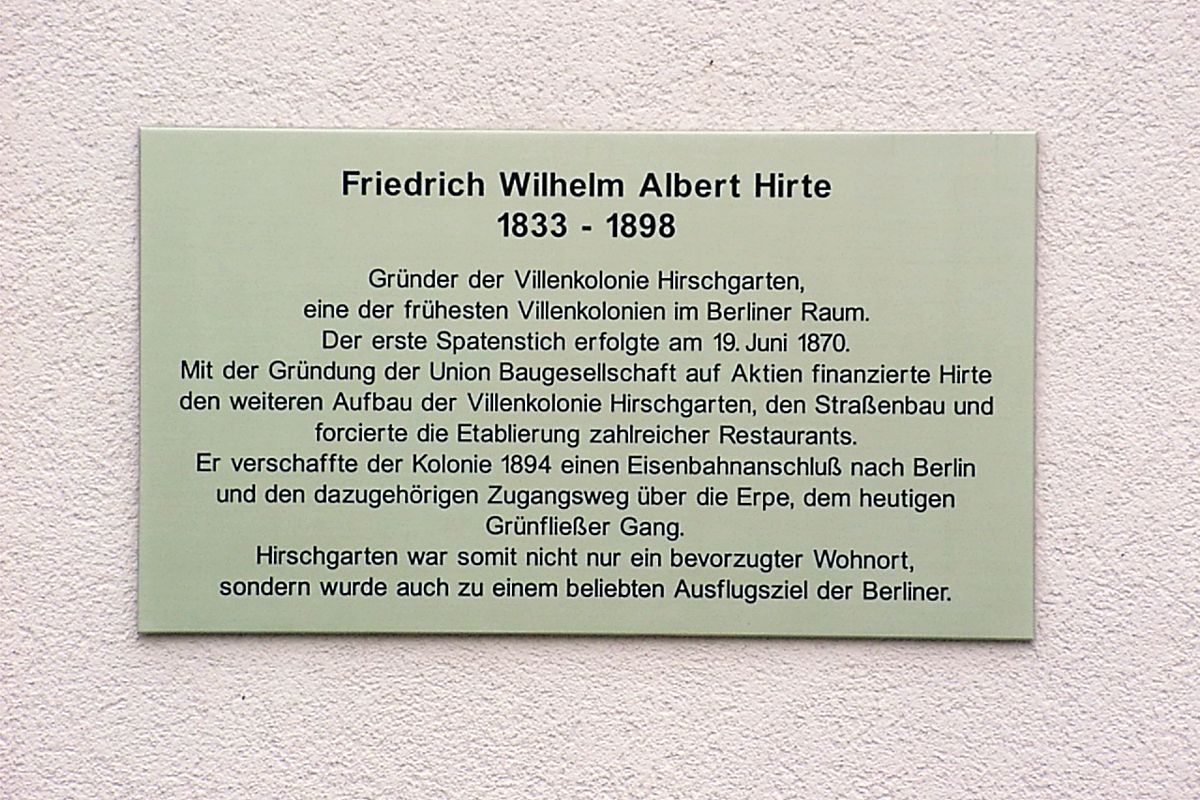 Friedrich Wilhelm Albert Hirte
1833 - 1898
Gründer der Villenkolonie Hirschgarten,
eine der frühesten Villenkolonien im Berliner Raum.
Der erste Spatenstich erfolgte am 19. Juni 1870.
Mit der Gründung der Union Baugesellschaft auf Aktien finanzierte Hirte
den weiteren Aufbau der Villenkolonie Hirschgarten, den Straßenbau und
forcierte die Etablierung zahlreicher Restaurants.
Er verschaffte der Kolonie 1894 einen Eisenbahnanschluß nach Berlin
und den dazugehörigen Zugangsweg über die Erpe, dem heutigen
Grünfließer Gang.
Hirschgarten war somit nicht nur ein bevorzugter Wohnort,
sondern wurde auch zu einem beliebten Ausflugsziel der Berliner.